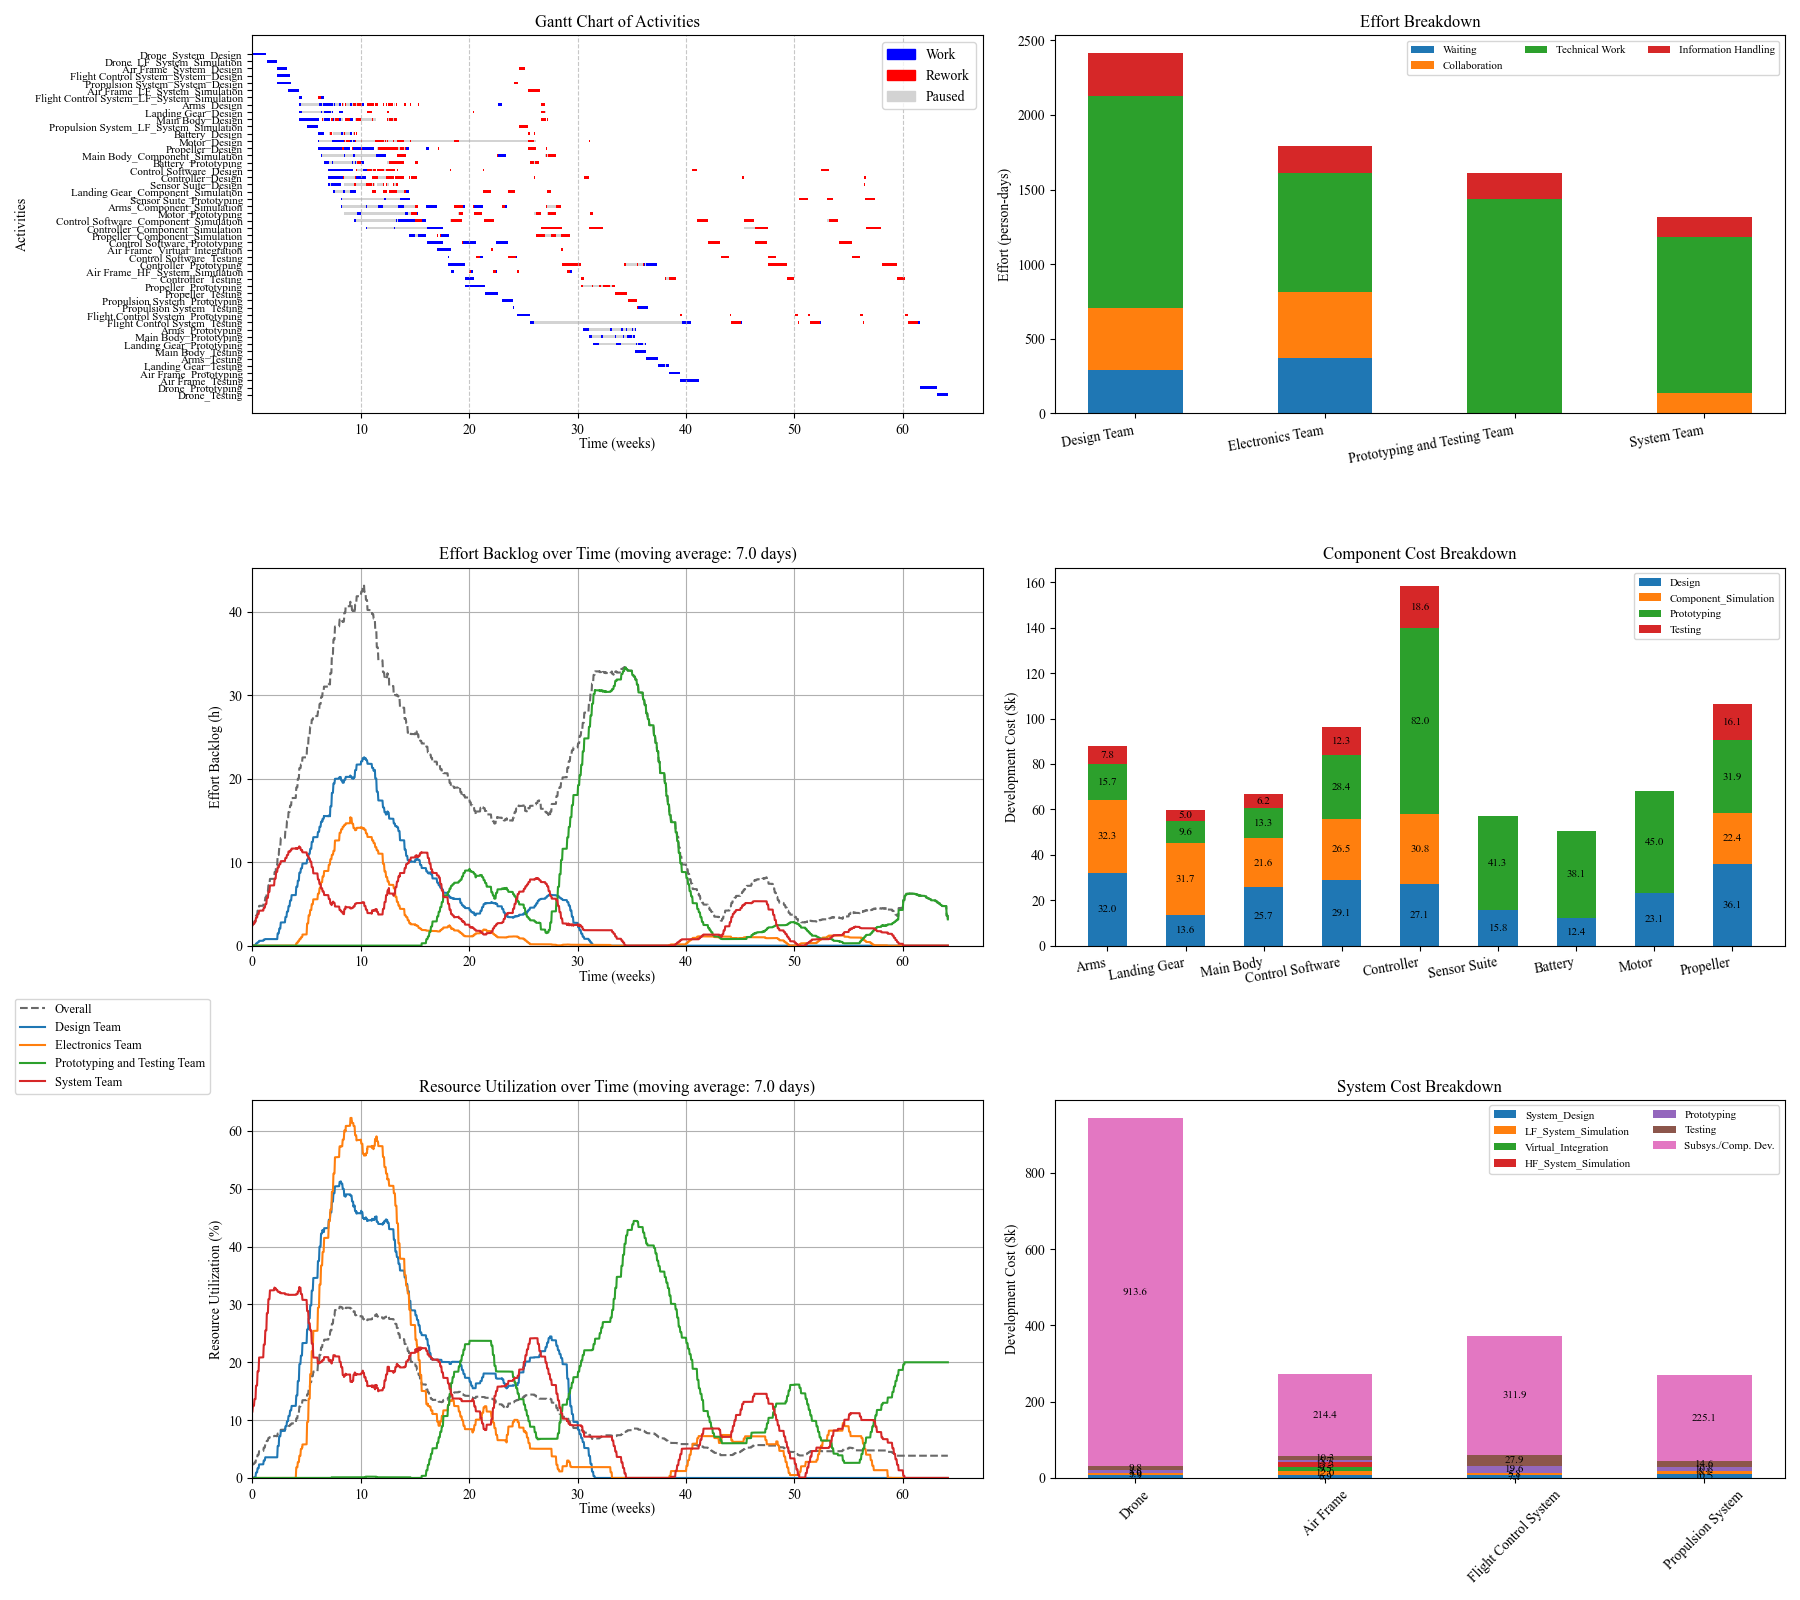 Gantt Chart of Activities
Activities
Drone_System_Design
Drone_LF_System_Simulation
Air Frame_System_Design
Flight Control System_System_Design
Propulsion System_System_Design
Air Frame_LF_System_Simulation
Flight Control System_LF_System_Simulation
Arms_Design
Landing Gear_Design
Main Body_Design
Propulsion System_LF_System_Simulation
Battery_Design
Motor_Design
Propeller_Design
Main Body_Component_Simulation
Battery_Prototyping
Control Software_Design
Controller_Design
Sensor Suite_Design
Landing Gear_Component_Simulation
Sensor Suite_Prototyping
Arms_Component_Simulation
Motor_Prototyping
Control Software_Component_Simulation
Controller_Component_Simulation
Propeller_Component_Simulation
Control Software_Prototyping
Air Frame_Virtual_Integration
Control Software_Testing
Controller_Prototyping
Air Frame_HF_System_Simulation
Controller_Testing
Propeller_Prototyping
Propeller_Testing
Propulsion System_Prototyping
Propulsion System_Testing
Flight Control System_Prototyping
Flight Control System_Testing
Arms_Prototyping
Main Body_Prototyping
Landing Gear_Prototyping
Main Body_Testing
Arms_Testing
Landing Gear_Testing
Air Frame_Prototyping
Air Frame_Testing
Drone_Prototyping
Drone_Testing
Work
Rework
Paused
10 20 30 40 50 60
Time (weeks)
Effort Breakdown
Effort (person-days)
2500
2000
1500
1000
500
0
Waiting
Collaboration
Technical Work
Information Handling
Design Team
Electronics Team
Prototyping and Testing Team
System Team
Effort Backlog over Time (moving average: 7.0 days)
Effort Backlog (h)
40
30
20
10
0
0 10 20 30 40 50 60
Time (weeks)
Component Cost Breakdown
Development Cost ($k)
160
140
120
100
80
60
40
20
0
Design
Component_Simulation
Prototyping
Testing
7.8
15.7
32.3
32.0
5.0
9.6
31.7
13.6
6.2
13.3
21.6
25.7
12.3
28.4
26.5
29.1
18.6
82.0
30.8
27.1
41.3
15.8
38.1
12.4
45.0
23.1
16.1
31.9
22.4
36.1
Arms
Landing Gear
Main Body
Control Software
Controller
Sensor Suite
Battery
Motor
Propeller
Overall
Design Team
Electronics Team
Prototyping and Testing Team
System Team
Resource Utilization over Time (moving average: 7.0 days)
Resource Utilization (%)
60
50
40
30
20
10
0
0 10 20 30 40 50 60
Time (weeks)
System Cost Breakdown
Development Cost ($k)
800
600
400
200
0
System_Design
LF_System_Simulation
Virtual_Integration
HF_System_Simulation
Prototyping
Testing
Subsys./Comp. Dev.
913.6
9.8
214.4
311.9
27.9
19.6
225.1
14.6
Drone
Air Frame
Flight Control System
Propulsion System